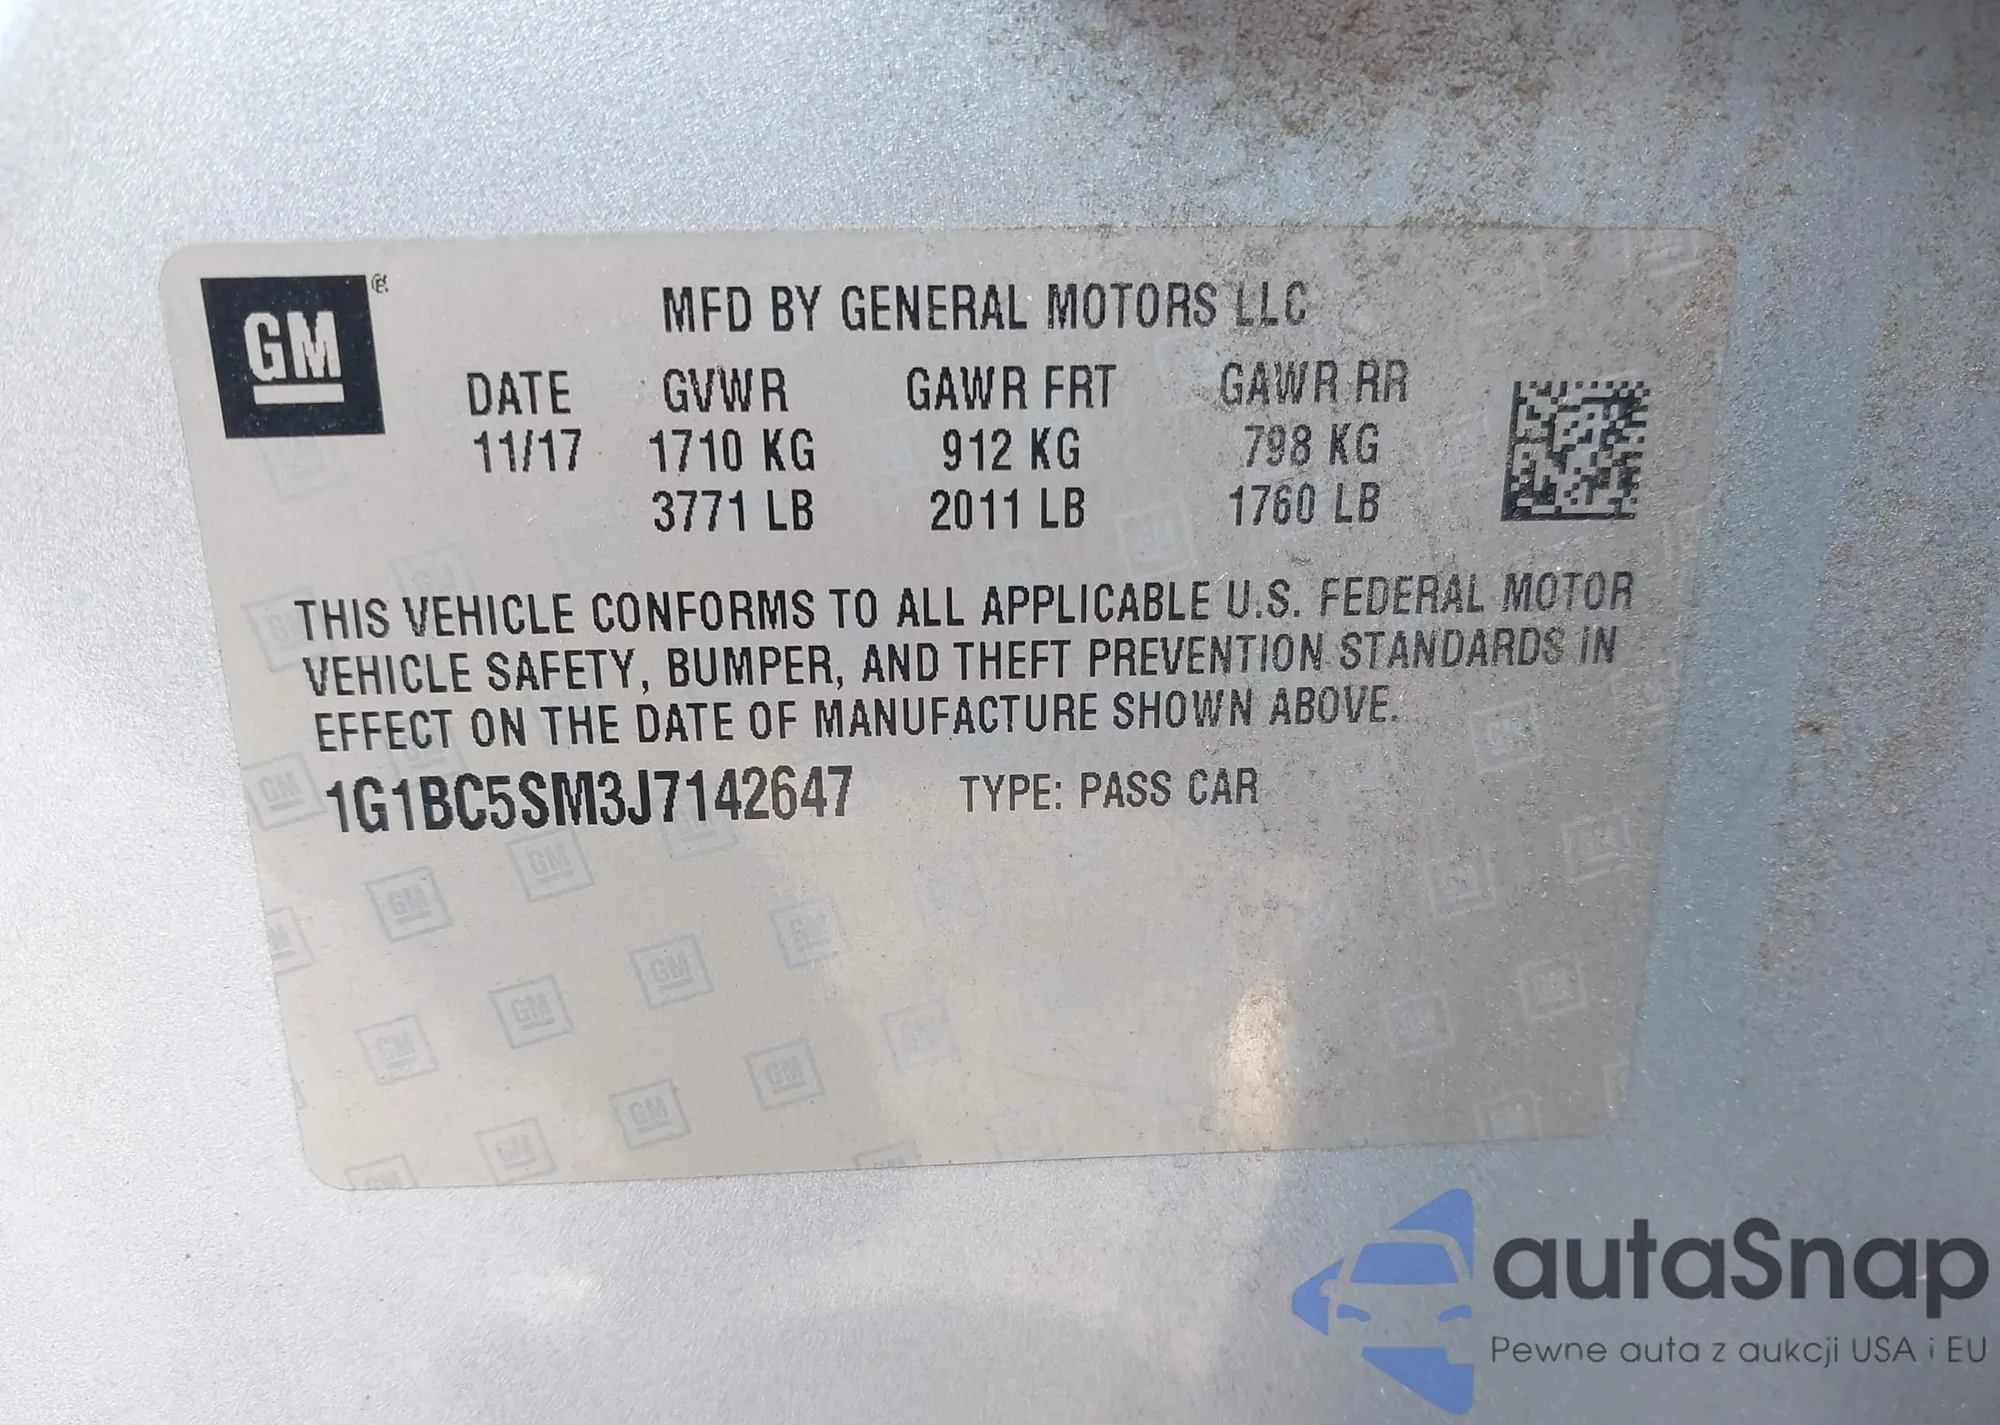 GM ®
MFD BY GENERAL MOTORS LLC
DATE GVWR GAWR FRT GAWR RR
11/17 1710 KG 912 KG 798 KG
3771 LB 2011 LB 1760 LB
THIS VEHICLE CONFORMS TO ALL APPLICABLE U.S. FEDERAL MOTOR
VEHICLE SAFETY, BUMPER, AND THEFT PREVENTION STANDARDS IN
EFFECT ON THE DATE OF MANUFACTURE SHOWN ABOVE.
1G1BC5SM3J7142647 TYPE: PASS CAR
autaSnap
Pewne auta z aukcji USA i EU